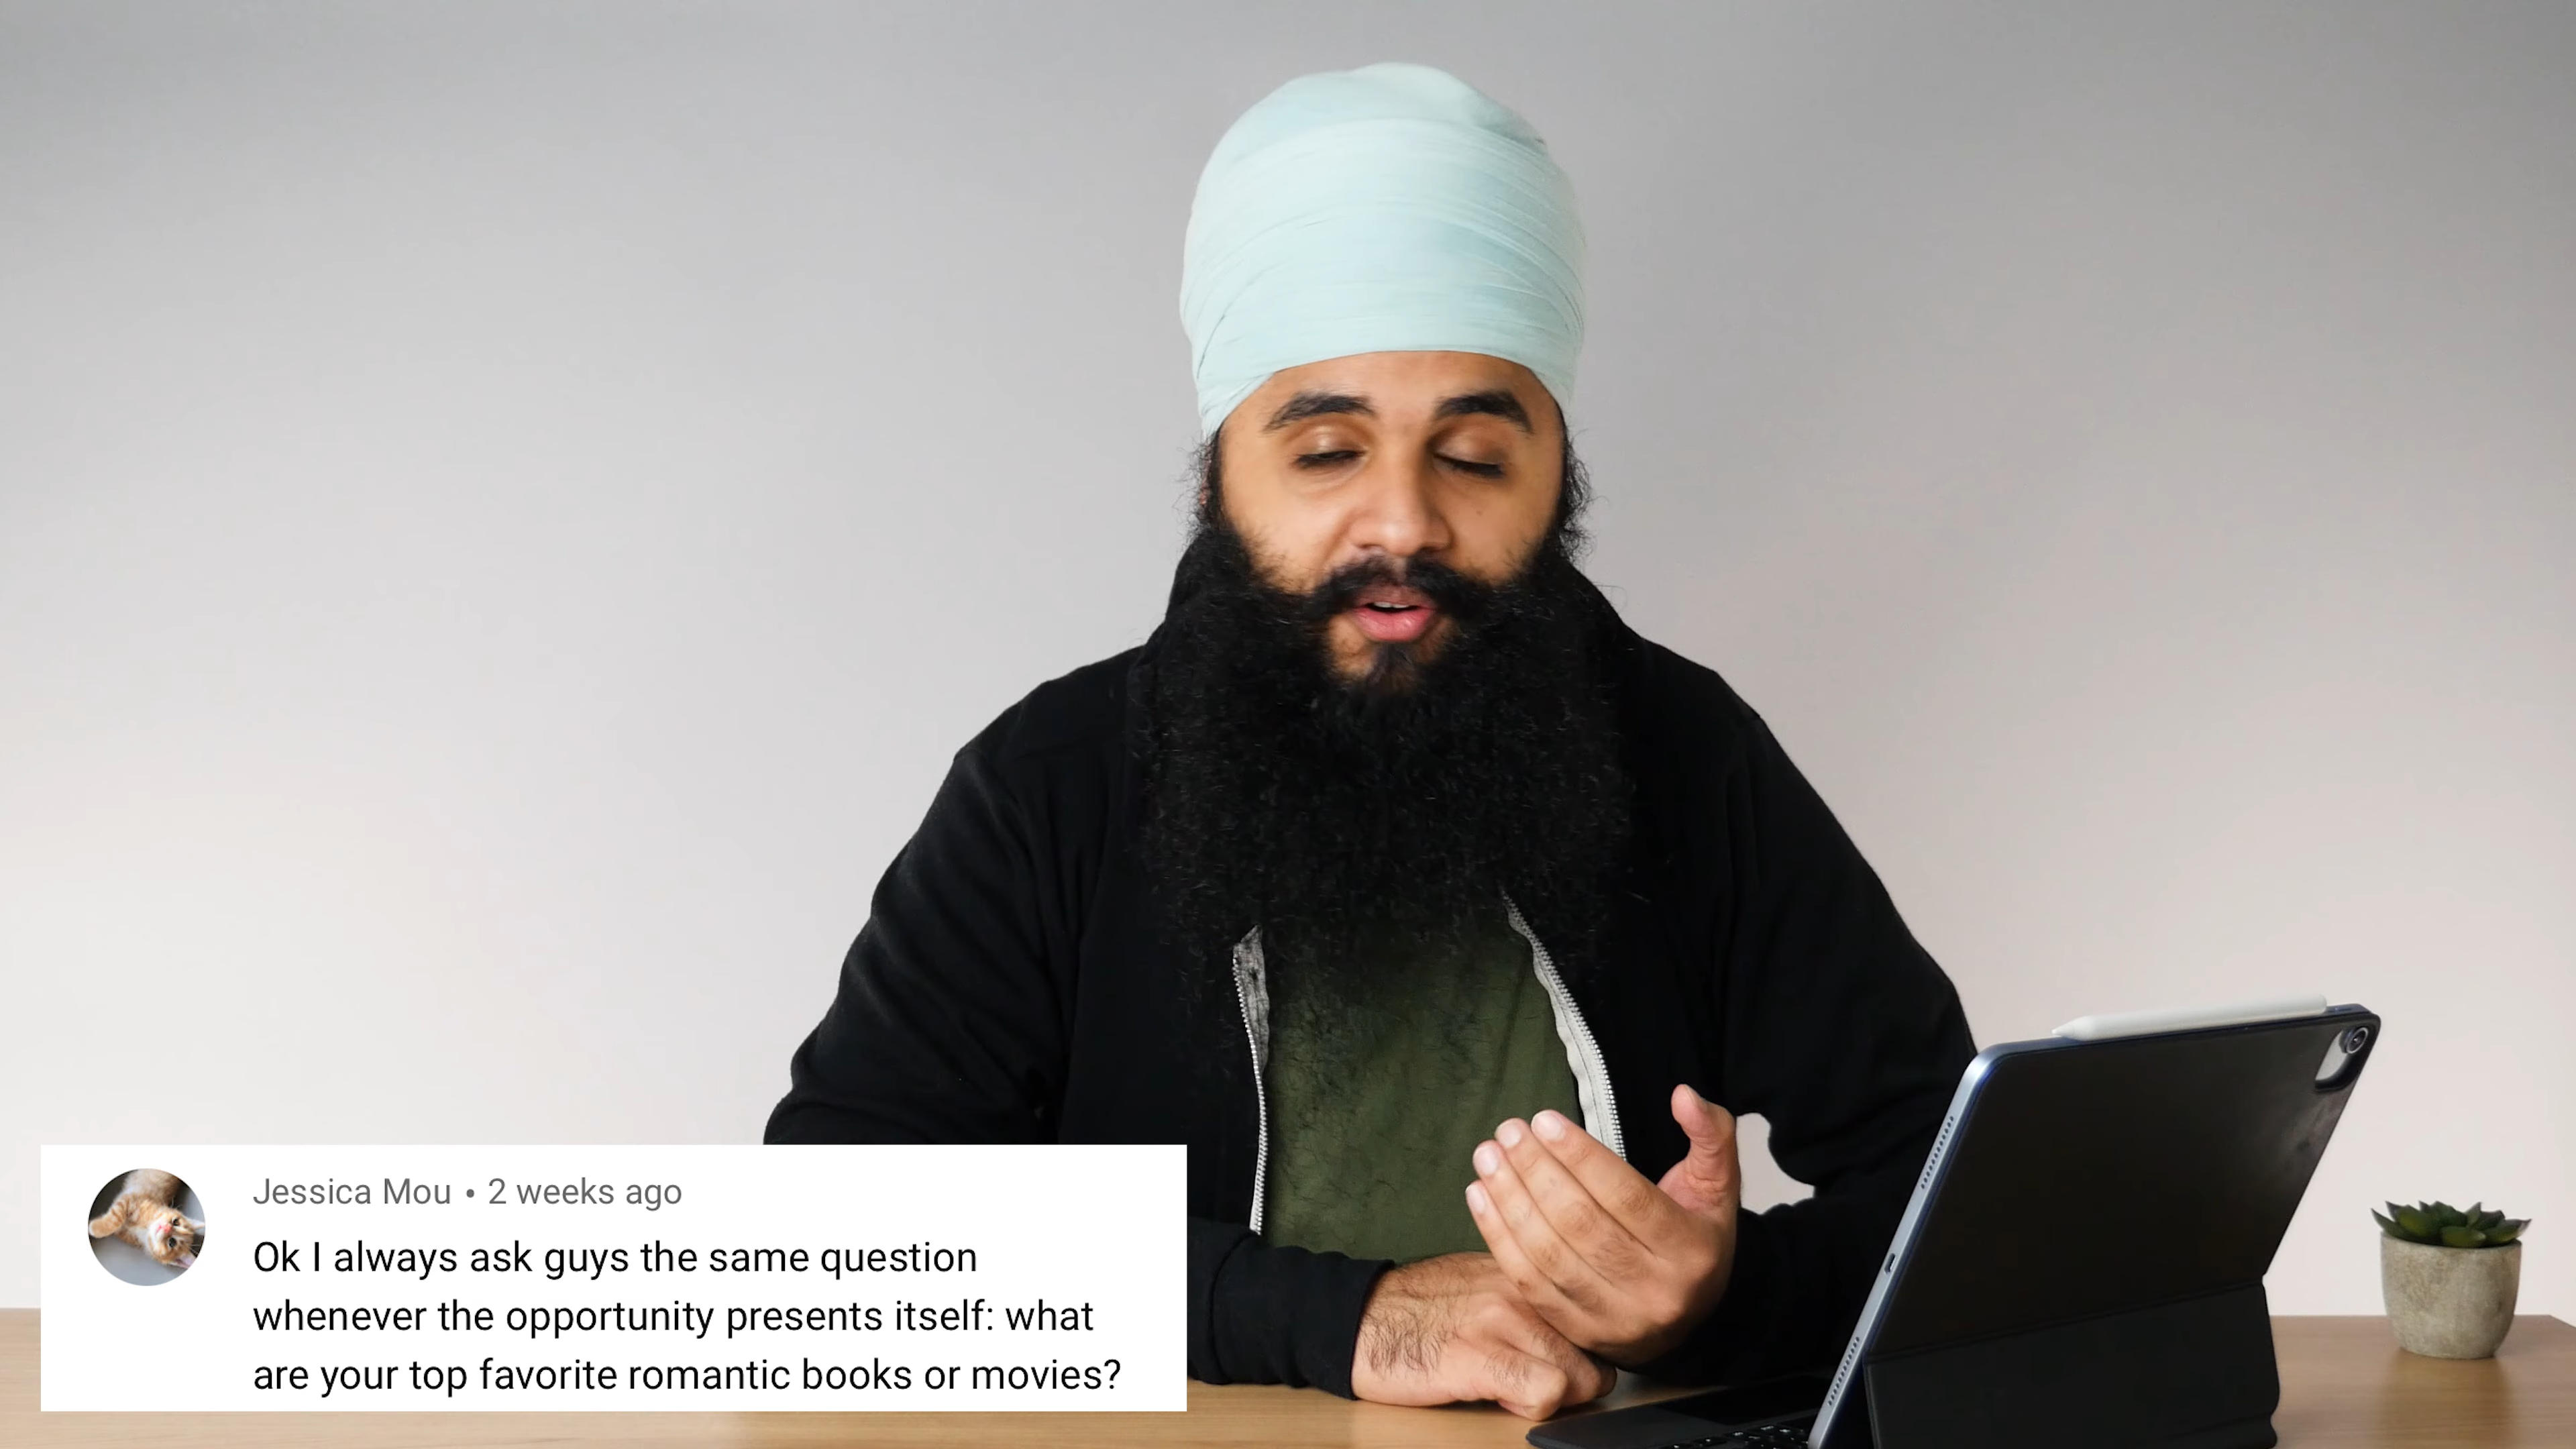 Jessica Mou • 2 weeks ago
Ok I always ask guys the same question
whenever the opportunity presents itself: what
are your top favorite romantic books or movies?